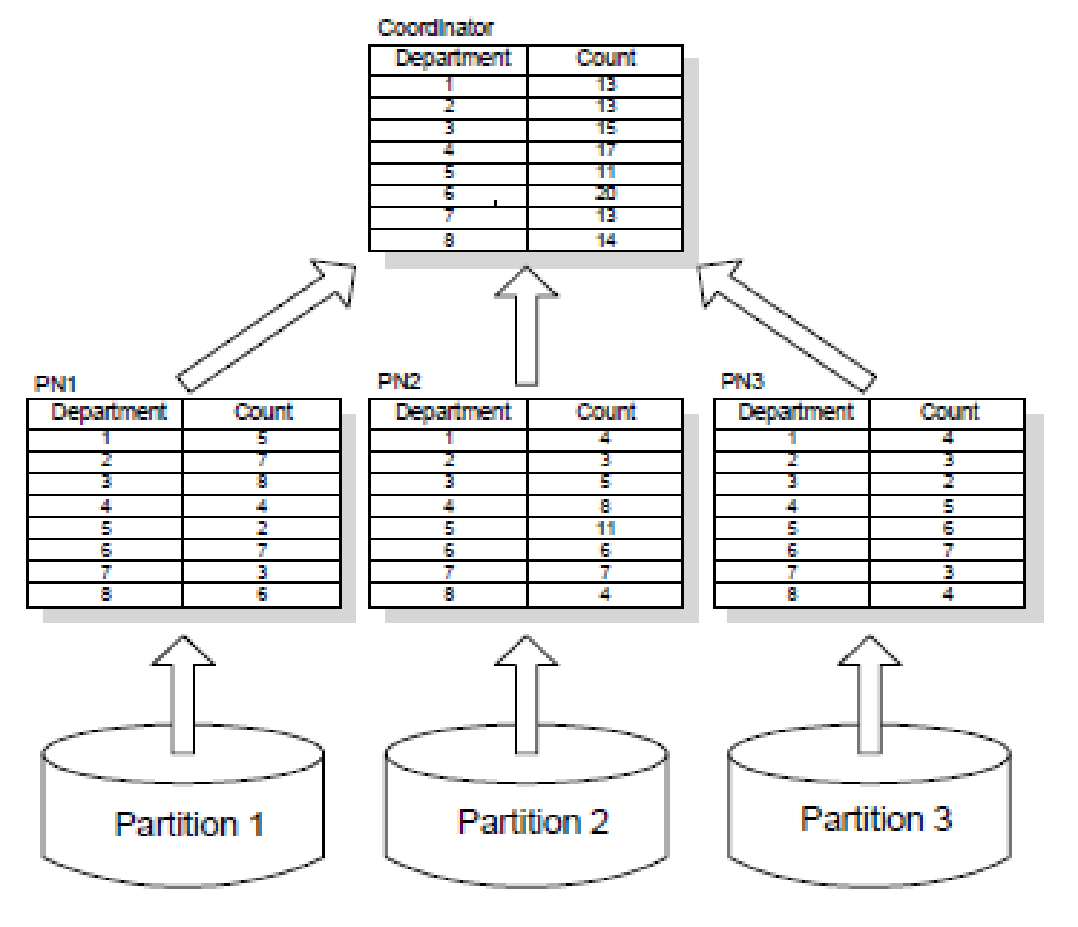 Coordinator
Department Count
1 13
2 13
3 15
4 17
5 11
6 20
7 13
8 14
PN1
Department Count
1 5
2 7
3 8
4 4
5 2
6 7
7 3
8 6
PN2
Department Count
1 4
2 3
3 5
4 8
5 11
6 6
7 7
8 4
PN3
Department Count
1 4
2 3
3 2
4 5
5 6
6 7
7 3
8 4
Partition 1
Partition 2
Partition 3